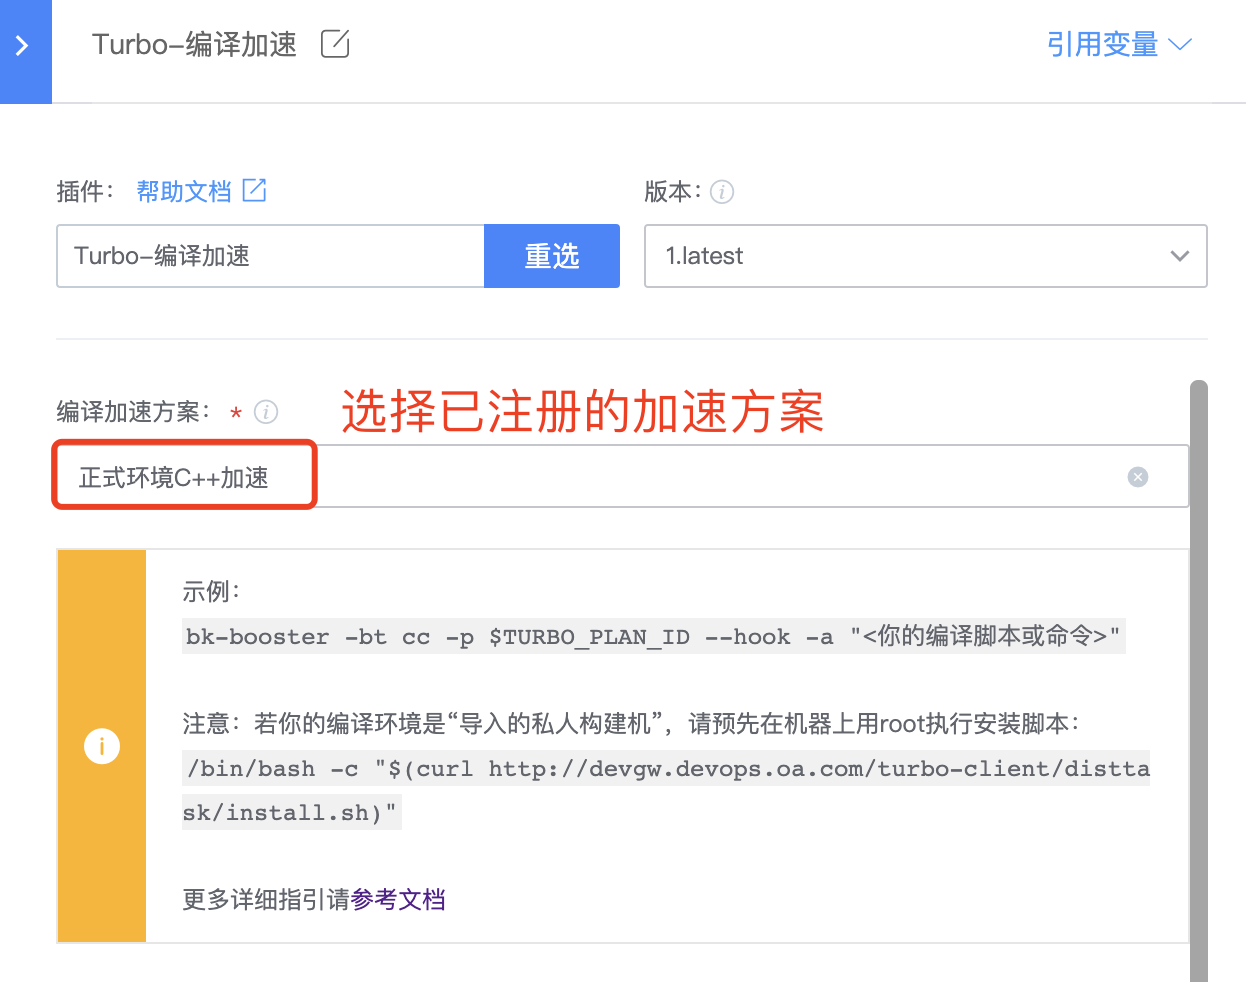 Turbo-编译加速
引用变量
插件： 帮助文档
版本：
Turbo-编译加速
重选
1.latest
编译加速方案： *
选择已注册的加速方案
正式环境C++加速
示例：
bk-booster -bt cc -p $TURBO_PLAN_ID --hook -a "<你的编译脚本或命令>"
注意：若你的编译环境是“导入的私人构建机”，请预先在机器上用root执行安装脚本：
/bin/bash -c "$(curl http://devgw.devops.oa.com/turbo-client/distta
sk/install.sh)"
更多详细指引请参考文档